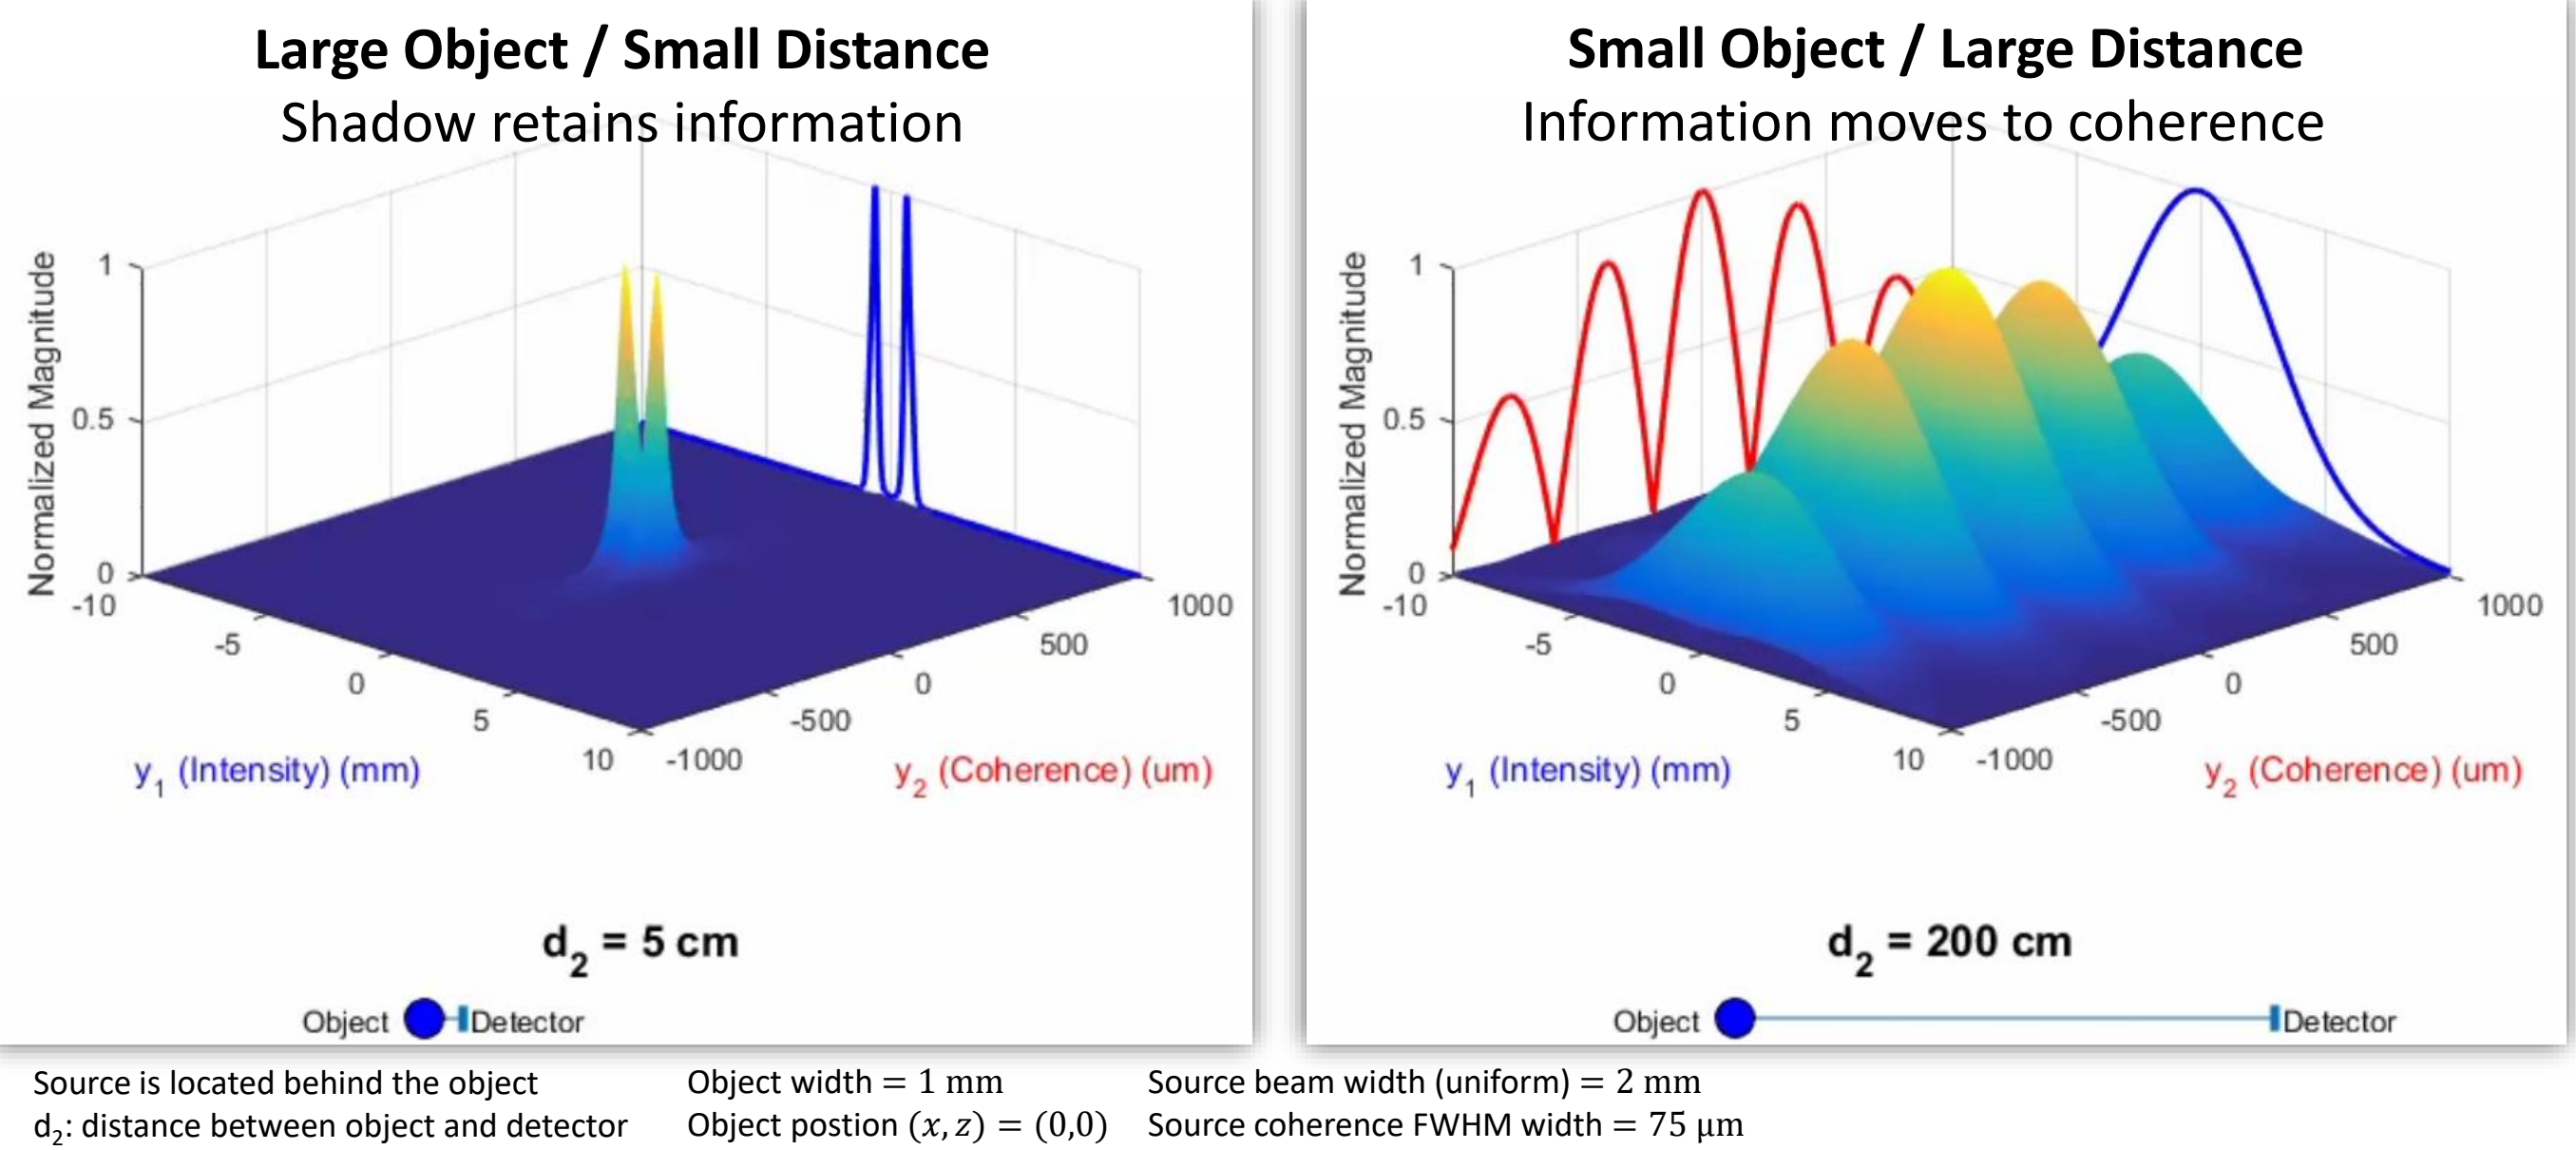 Large Object / Small Distance
Shadow retains information
Normalized Magnitude
1
0.5
0
-10
-5
0
5
10
-1000
-500
0
500
1000
y1 (Intensity) (mm)
y2 (Coherence) (um)
d2 = 5 cm
Object Detector
Small Object / Large Distance
Information moves to coherence
Normalized Magnitude
1
0.5
0
-10
-5
0
5
10
-1000
-500
0
500
1000
y1 (Intensity) (mm)
y2 (Coherence) (um)
d2 = 200 cm
Object Detector
Source is located behind the object
d2: distance between object and detector
Object width = 1 mm
Object postion (x, z) = (0,0)
Source beam width (uniform) = 2 mm
Source coherence FWHM width = 75 μm